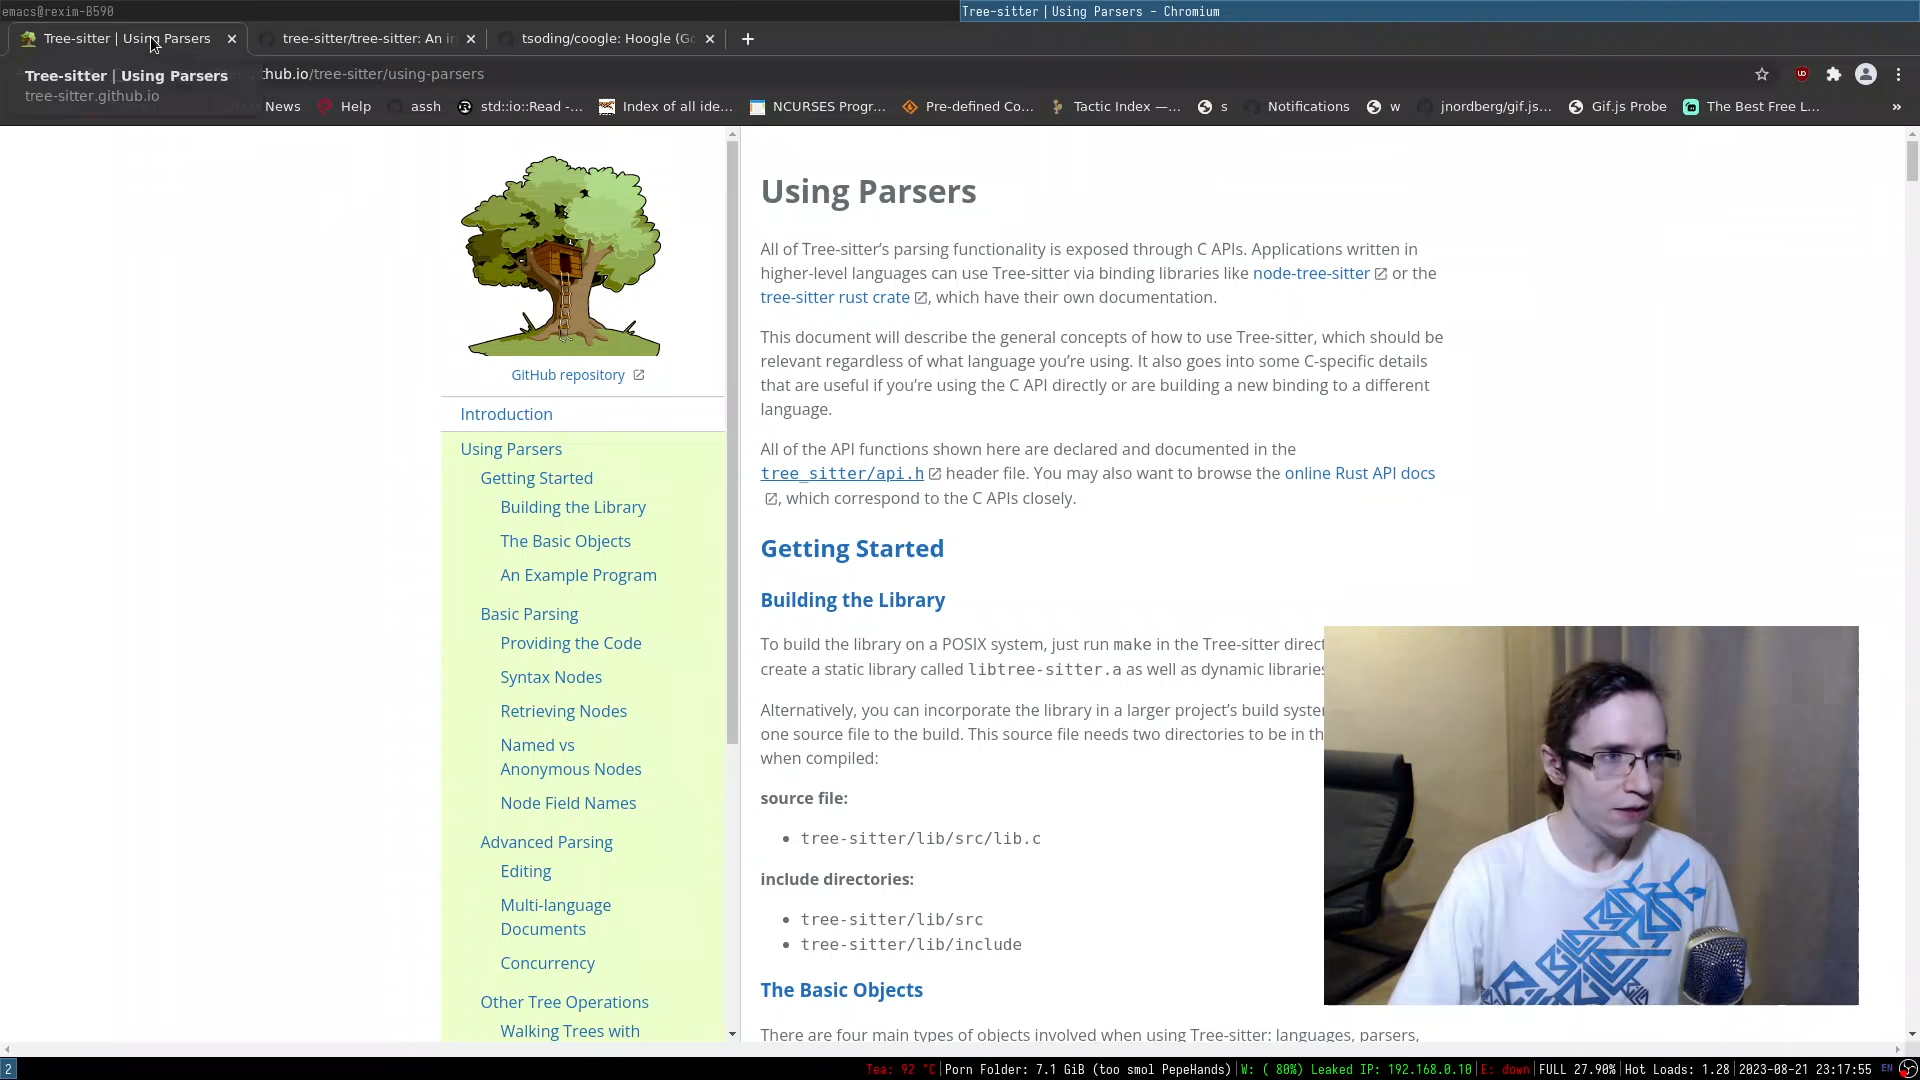 emacs@rexim-B590
Tree-sitter | Using Parsers - Chromium
Tree-sitter | Using Parsers
tree-sitter/tree-sitter: An in
tsoding/coogle: Hoogle (Go
Tree-sitter | Using Parsers
tree-sitter.github.io
thub.io/tree-sitter/using-parsers
News
Help
assh
std::io::Read -...
Index of all ide...
NCURSES Progr...
Pre-defined Co...
Tactic Index —...
s
Notifications
w
jnordberg/gif.js...
Gif.js Probe
The Best Free L...
»
GitHub repository
Introduction
Using Parsers
Getting Started
Building the Library
The Basic Objects
An Example Program
Basic Parsing
Providing the Code
Syntax Nodes
Retrieving Nodes
Named vs
Anonymous Nodes
Node Field Names
Advanced Parsing
Editing
Multi-language
Documents
Concurrency
Other Tree Operations
Walking Trees with
Using Parsers
All of Tree-sitter’s parsing functionality is exposed through C APIs. Applications written in
higher-level languages can use Tree-sitter via binding libraries like node-tree-sitter or the
tree-sitter rust crate, which have their own documentation.
This document will describe the general concepts of how to use Tree-sitter, which should be
relevant regardless of what language you’re using. It also goes into some C-specific details
that are useful if you’re using the C API directly or are building a new binding to a different
language.
All of the API functions shown here are declared and documented in the
tree_sitter/api.h header file. You may also want to browse the online Rust API docs
, which correspond to the C APIs closely.
Getting Started
Building the Library
To build the library on a POSIX system, just run make in the Tree-sitter direct
create a static library called libtree-sitter.a as well as dynamic libraries
Alternatively, you can incorporate the library in a larger project’s build syster
one source file to the build. This source file needs two directories to be in th
when compiled:
source file:
• tree-sitter/lib/src/lib.c
include directories:
• tree-sitter/lib/src
• tree-sitter/lib/include
The Basic Objects
There are four main types of objects involved when using Tree-sitter: languages, parsers,
2
Tea: 92 °C|Porn Folder: 7.1 GiB (too smol PepeHands)|W: ( 80%) Leaked IP: 192.168.0.10|E: down|FULL 27.90%|Hot Loads: 1.28|2023-08-21 23:17:55 EN